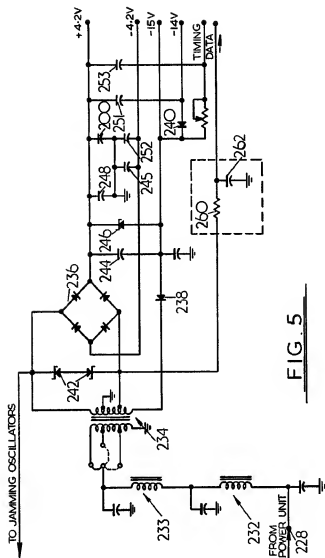 TO JAMMING OSCILLATORS
+4·2V
-4·2V
-15V
-14V
TIMING
DATA
236
242
248
200
253
251
252
245
246
244
240
238
234
260
262
233
232
FROM
POWER UNIT
228
FIG. 5